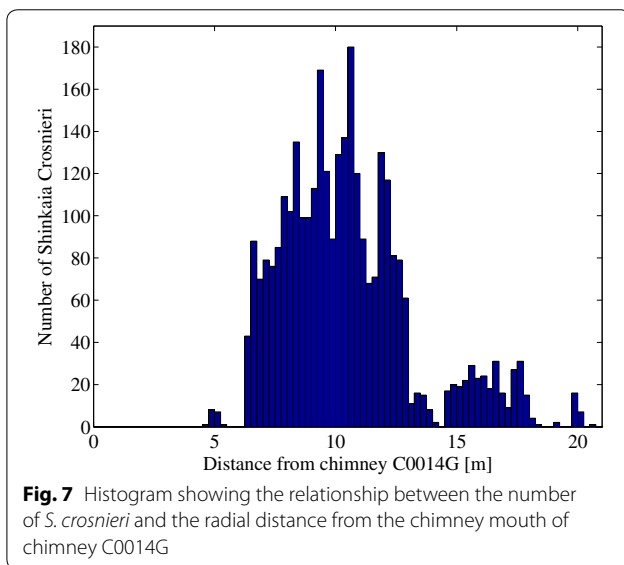 180
160
140
120
100
80
60
40
20
0
Number of Shinkaia Crosnieri
0 5 10 15 20
Distance from chimney C0014G [m]
Fig. 7 Histogram showing the relationship between the number
of S. crosnieri and the radial distance from the chimney mouth of
chimney C0014G